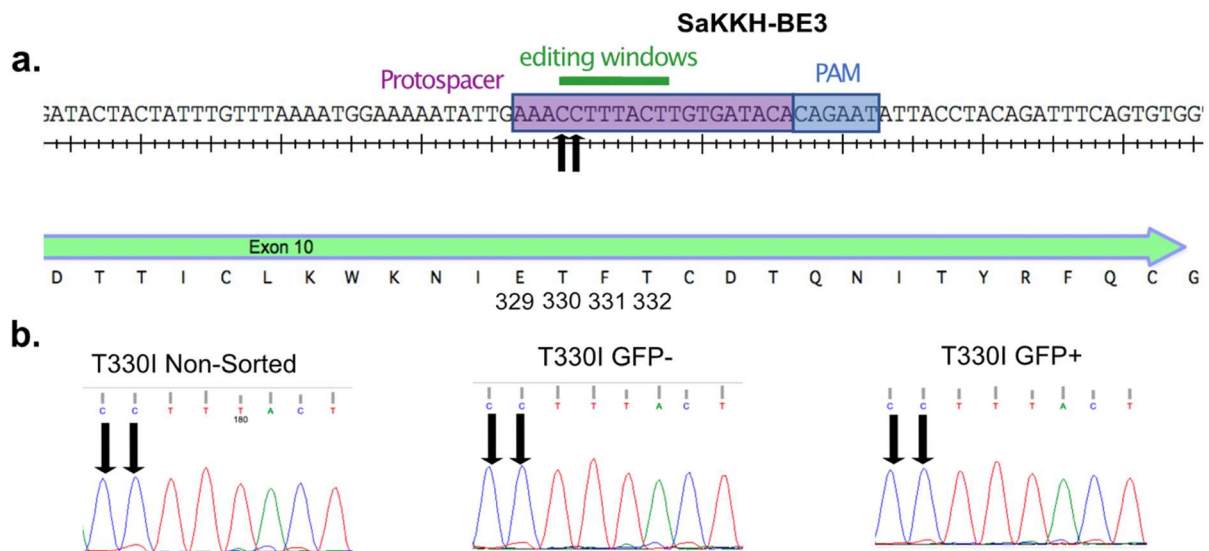 SaKKH-BE3
a.
editing windows
Protospacer
PAM
GATACTACTATTTGTTTAAAATGGAAAAATATTGAAACCTTTACTTGTGATACACAGAATATTACCTACAGATTTCAGTGTGG
Exon 10
D T T I C L K W K N I E T F T C D T Q N I T Y R F Q C G
329 330 331 332
b.
T330I Non-Sorted
T330I GFP-
T330I GFP+
C C T T T A C T
180
C C T T T A C T
C C T T T A C T